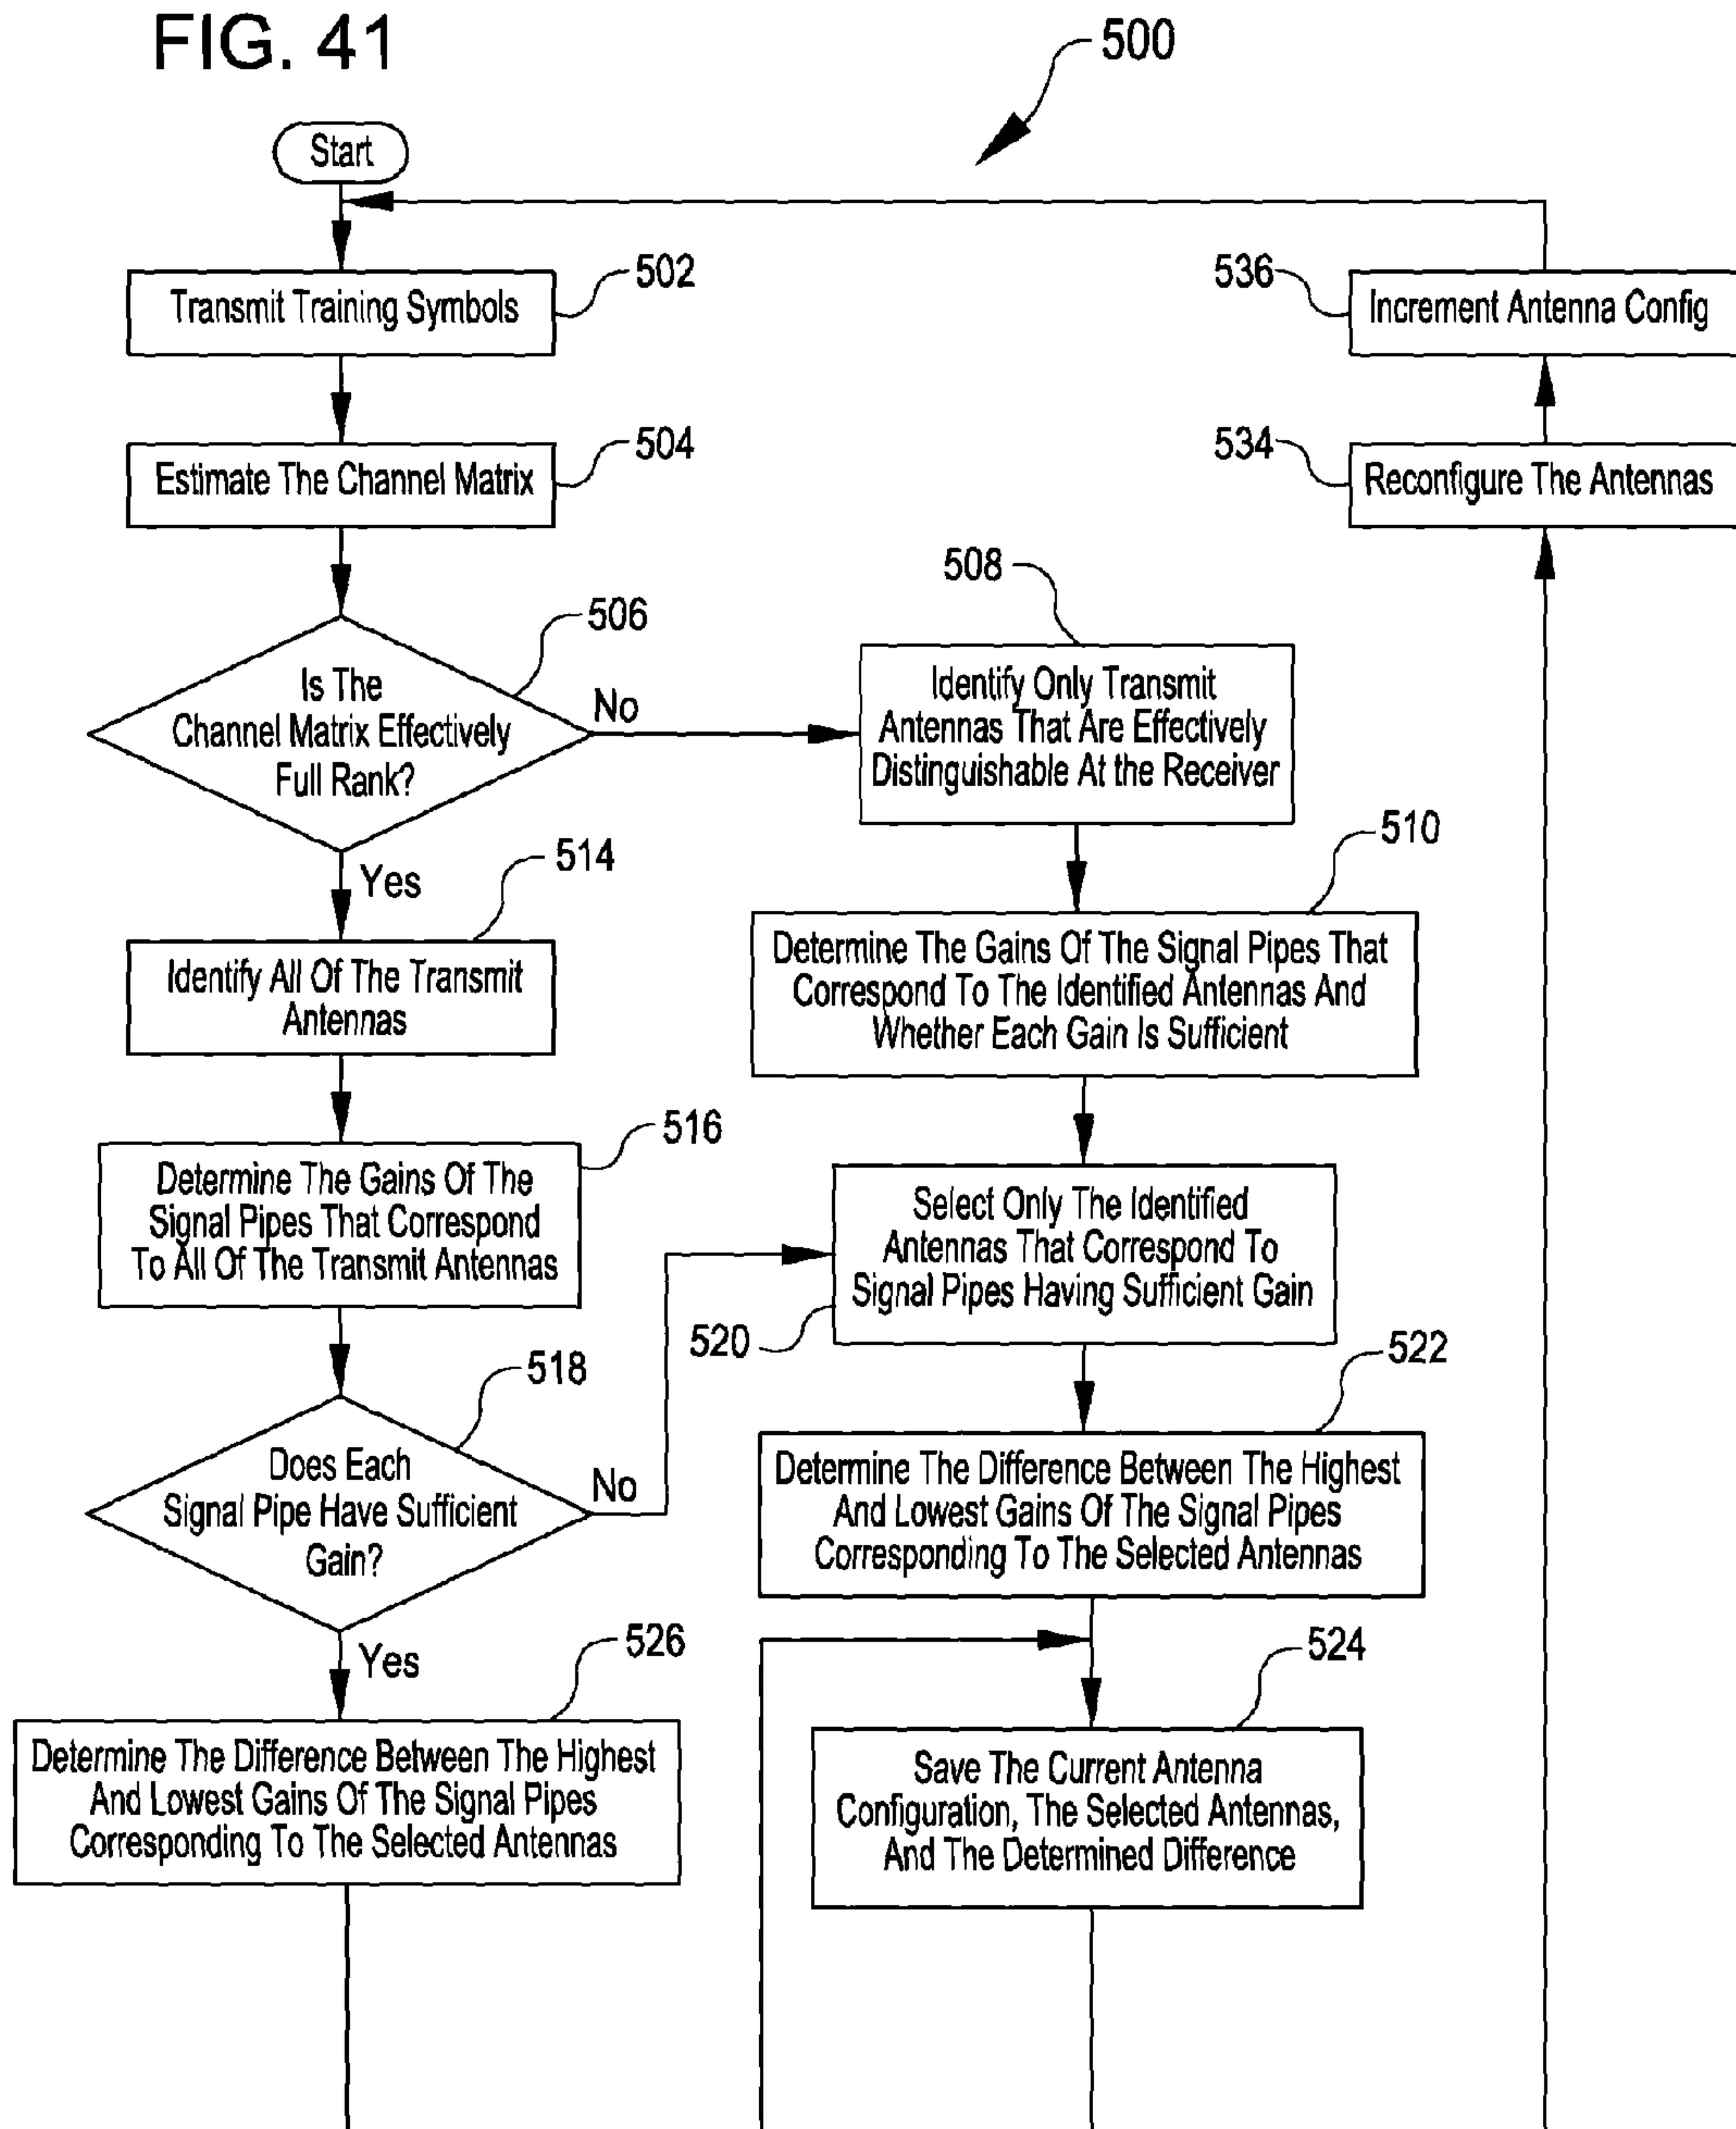 FIG. 41
500
Start
Transmit Training Symbols
502
536
Increment Antenna Config
Estimate The Channel Matrix
504
534
Reconfigure The Antennas
506
Is The
Channel Matrix Effectively
Full Rank?
No
508
Identify Only Transmit
Antennas That Are Effectively
Distinguishable At the Receiver
Yes
514
Identify All Of The Transmit
Antennas
510
Determine The Gains Of The Signal Pipes That
Correspond To The Identified Antennas And
Whether Each Gain Is Sufficient
516
Determine The Gains Of The
Signal Pipes That Correspond
To All Of The Transmit Antennas
Select Only The Identified
Antennas That Correspond To
Signal Pipes Having Sufficient Gain
520
518
Does Each
Signal Pipe Have Sufficient
Gain?
No
522
Determine The Difference Between The Highest
And Lowest Gains Of The Signal Pipes
Corresponding To The Selected Antennas
Yes
526
Determine The Difference Between The Highest
And Lowest Gains Of The Signal Pipes
Corresponding To The Selected Antennas
524
Save The Current Antenna
Configuration, The Selected Antennas,
And The Determined Difference